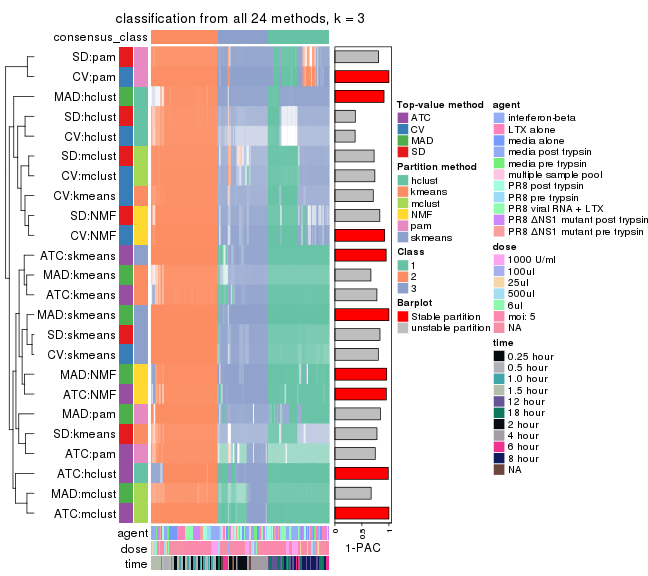 classification from all 24 methods, k = 3
consensus_class
SD:pam
CV:pam
MAD:hclust
SD:hclust
CV:hclust
SD:mclust
CV:mclust
CV:kmeans
SD:NMF
CV:NMF
ATC:skmeans
MAD:kmeans
ATC:kmeans
MAD:skmeans
SD:skmeans
CV:skmeans
MAD:NMF
ATC:NMF
MAD:pam
SD:kmeans
ATC:pam
ATC:hclust
MAD:mclust
ATC:mclust
agent
dose
time
0
0.5
1
1-PAC
Top-value method
ATC
CV
MAD
SD
Partition method
hclust
kmeans
mclust
NMF
pam
skmeans
Class
1
2
3
Barplot
Stable partition
unstable partition
agent
interferon-beta
LTX alone
media alone
media post trypsin
media pre trypsin
multiple sample pool
PR8 post trypsin
PR8 pre trypsin
PR8 viral RNA + LTX
PR8 ΔNS1 mutant post trypsin
PR8 ΔNS1 mutant pre trypsin
dose
1000 U/ml
100ul
25ul
500ul
6ul
moi: 5
NA
time
0.25 hour
0.5 hour
1.0 hour
1.5 hour
12 hour
18 hour
2 hour
4 hour
6 hour
8 hour
NA